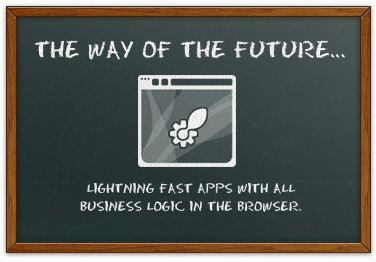 THE WAY OF THE FUTURE...
LIGHTNING FAST APPS WITH ALL
BUSINESS LOGIC IN THE BROWSER.